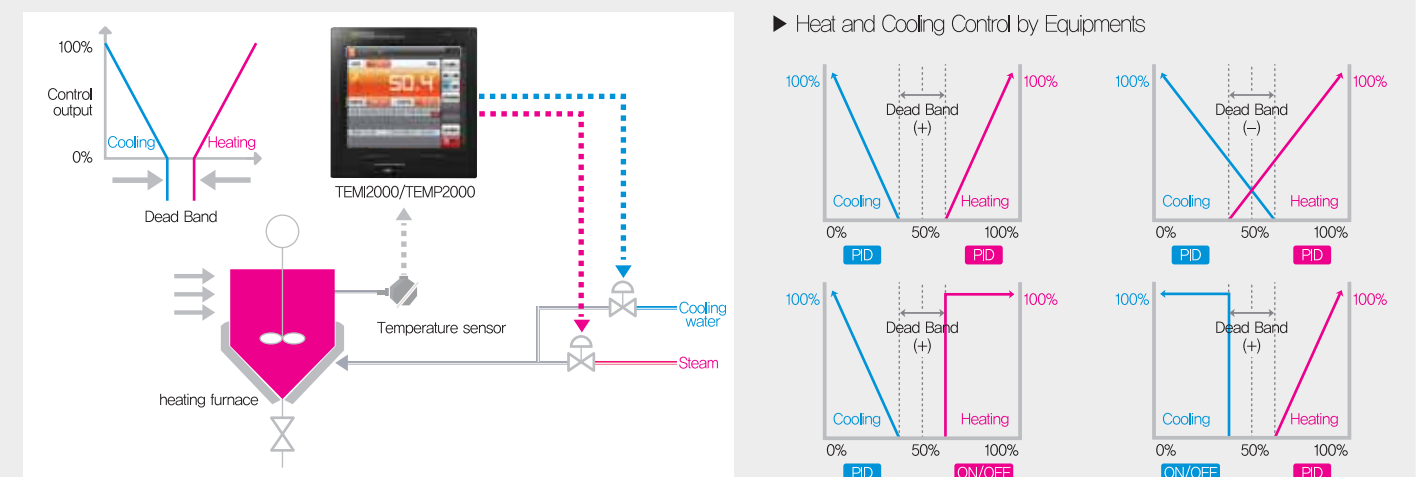 100%
Control
output
0%
Cooling
Heating
Dead Band
50.4
TEMI2000/TEMP2000
Temperature sensor
heating furnace
Cooling
water
Steam
▶ Heat and Cooling Control by Equipments
100%
Dead Band
(+)
100%
Cooling
Heating
0%
50%
100%
PID
PID
100%
Dead Band
(–)
100%
Cooling
Heating
0%
50%
100%
PID
PID
100%
Dead Band
(+)
100%
Cooling
Heating
0%
50%
100%
PID
ON/OFF
100%
Dead Band
(+)
100%
Cooling
Heating
0%
50%
100%
ON/OFF
PID